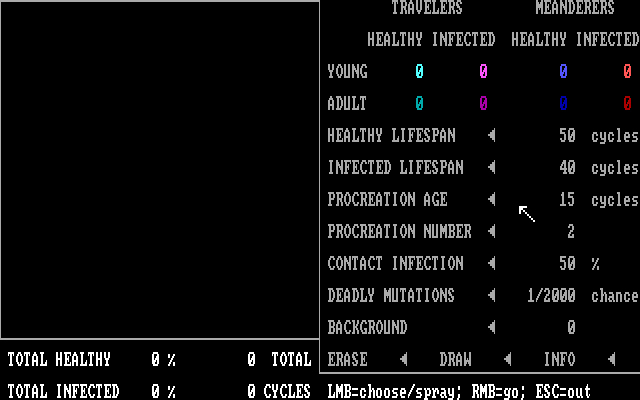 TRAVELERS MEANDERERS
HEALTHY INFECTED HEALTHY INFECTED
YOUNG 0 0 0 0
ADULT 0 0 0 0
HEALTHY LIFESPAN ◄ 50 cycles
INFECTED LIFESPAN ◄ 40 cycles
PROCREATION AGE ◄ 15 cycles
PROCREATION NUMBER ◄ 2
CONTACT INFECTION ◄ 50 %
DEADLY MUTATIONS ◄ 1/2000 chance
BACKGROUND ◄ 0
TOTAL HEALTHY 0 % 0 TOTAL ERASE ◄ DRAW ◄ INFO ◄
TOTAL INFECTED 0 % 0 CYCLES LMB=choose/spray; RMB=go; ESC=out